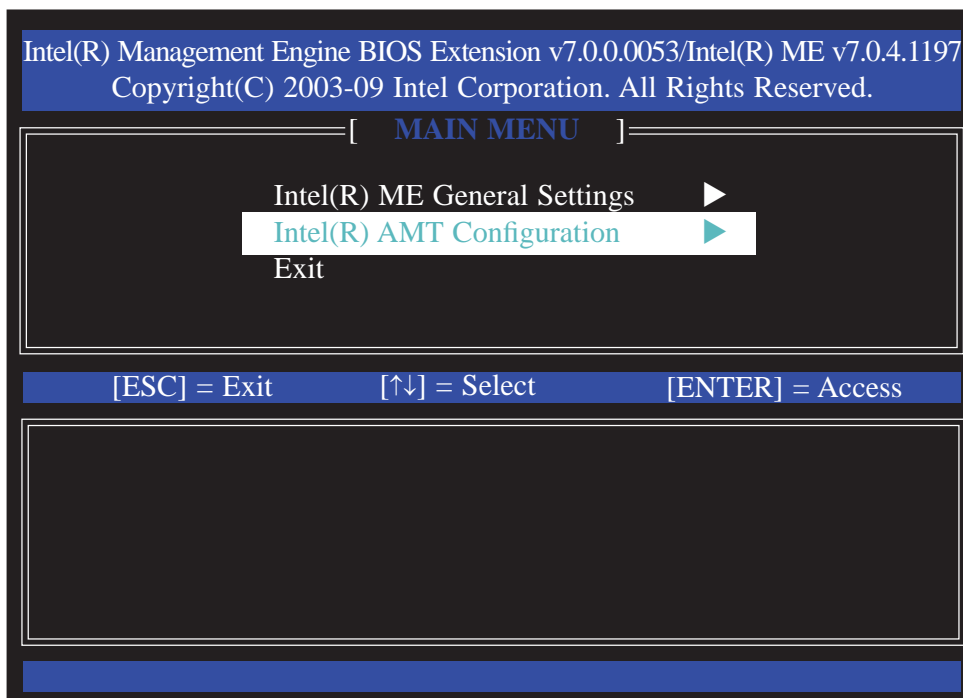 Intel(R) Management Engine BIOS Extension v7.0.0.0053/Intel(R) ME v7.0.4.1197
Copyright(C) 2003-09 Intel Corporation. All Rights Reserved.
[ MAIN MENU ]
Intel(R) ME General Settings ▶
Intel(R) AMT Configuration ▶
Exit
[ESC] = Exit [↑↓] = Select [ENTER] = Access